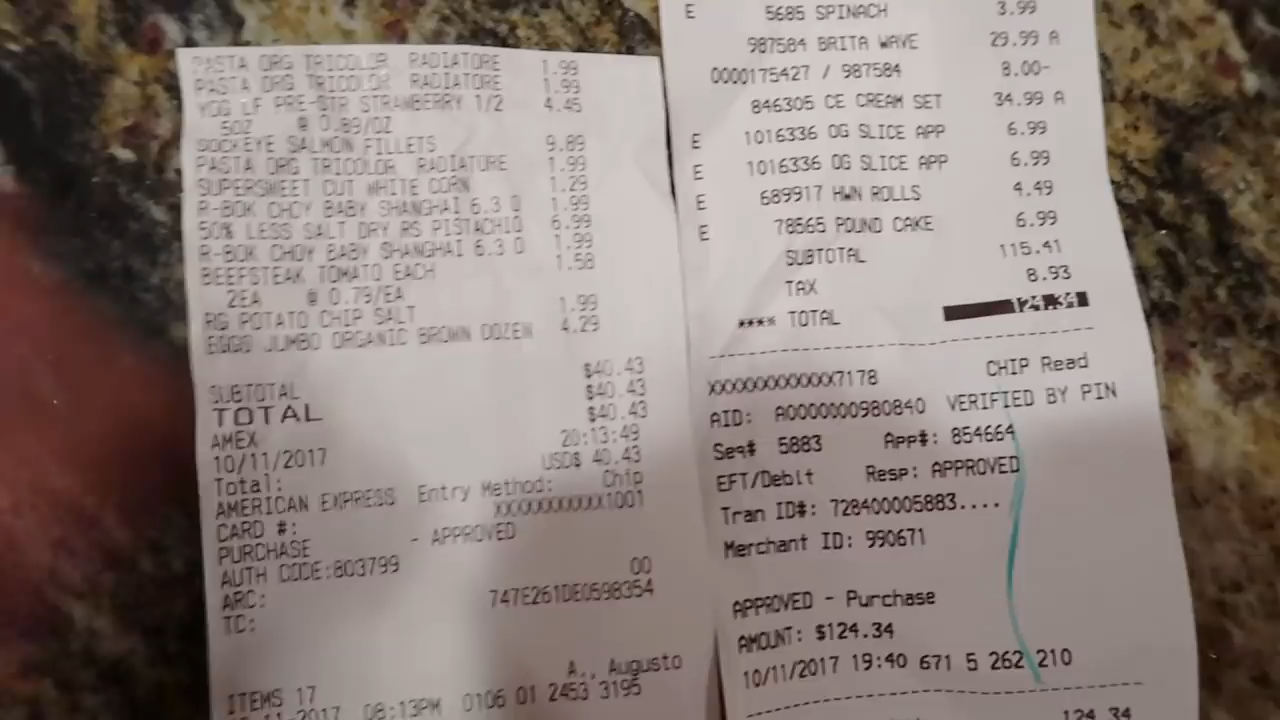 PASTA ORG TRICOLOR RADIATORE 1.99
PASTA ORG TRICOLOR RADIATORE 1.99
YOG LF PRE-STR STRAWBERRY 1/2 4.45
5OZ @ 0.89/OZ
SOCKEYE SALMON FILLETS 9.89
PASTA ORG TRICOLOR RADIATORE 1.99
SUPERSWEET CUT WHITE CORN 1.29
R-BOK CHOY BABY SHANGHAI 6.3 O 1.99
50% LESS SALT DRY RS PISTACHIO 6.99
R-BOK CHOY BABY SHANGHAI 6.3 O 1.99
BEEFSTEAK TOMATO EACH 1.58
2EA @ 0.79/EA
RG POTATO CHIP SALT 1.99
EGGS JUMBO ORGANIC BROWN DOZEN 4.29
SUBTOTAL $40.43
TOTAL $40.43
AMEX $40.43
10/11/2017 20:13:49
Total: USD$ 40.43
AMERICAN EXPRESS Entry Method: Chip
CARD #: XXXXXXXXXXX1001
PURCHASE - APPROVED
AUTH CODE:803799
ARC: 00
TC: 747E261DE0598354
A., Augusto
ITEMS 17
-2017 08:13PM 0106 01 2453 3195
E 5685 SPINACH 3.99
987584 BRITA WAVE 29.99 A
0000175427 / 987584 8.00-
846305 CE CREAM SET 34.99 A
E 1016336 OG SLICE APP 6.99
E 1016336 OG SLICE APP 6.99
E 689917 HWN ROLLS 4.49
E 78565 POUND CAKE 6.99
SUBTOTAL 115.41
TAX 8.93
**** TOTAL 124.34
XXXXXXXXXXXX7178 CHIP Read
AID: A0000000980840 VERIFIED BY PIN
Seq# 5883 App#: 854664
EFT/Debit Resp: APPROVED
Tran ID#: 728400005883....
Merchant ID: 990671
APPROVED - Purchase
AMOUNT: $124.34
10/11/2017 19:40 671 5 262 210
124.34